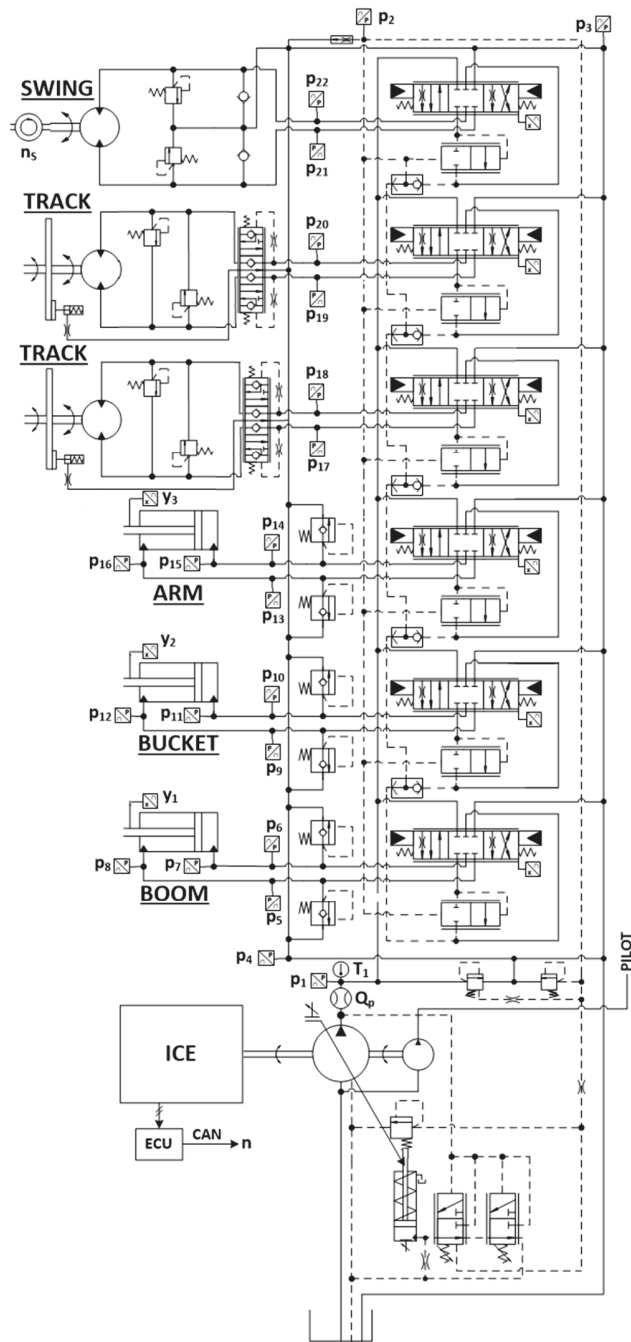 p2
p3
SWING
p22
nS
p21
TRACK
p20
p19
TRACK
p18
p17
y3
p14
p16
p15
ARM
p13
y2
p10
p12
p11
BUCKET
p9
y1
p6
p8
p7
BOOM
p5
p4
T1
p1
Qp
PILOT
ICE
ECU
CAN
n